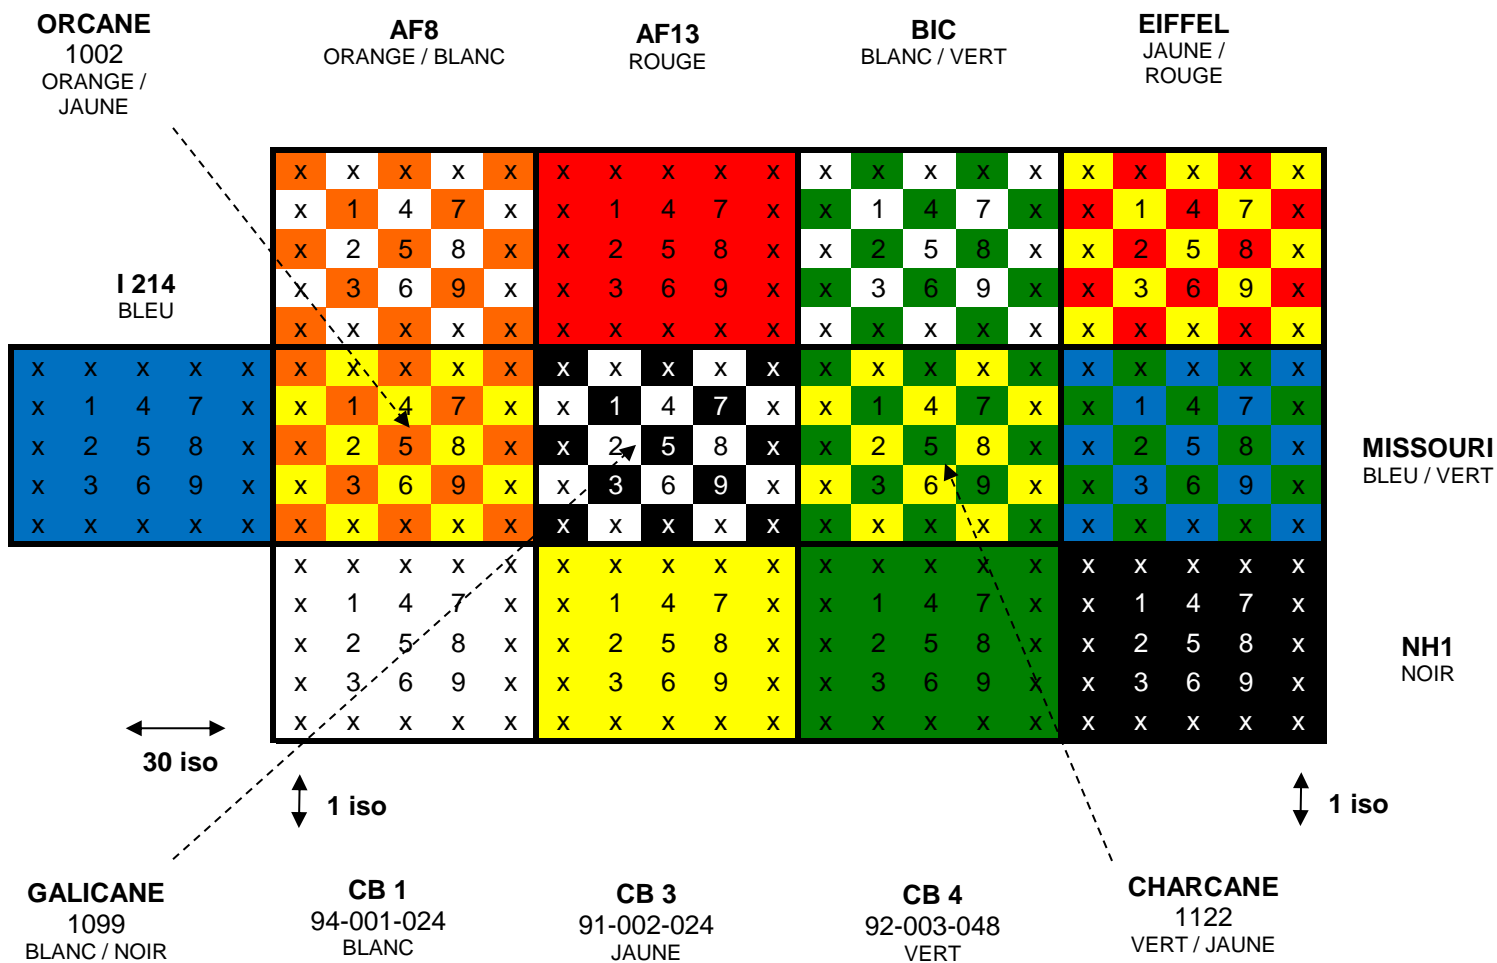 ORCANE
1002
ORANGE /
JAUNE
AF8
ORANGE / BLANC
AF13
ROUGE
BIC
BLANC / VERT
EIFFEL
JAUNE /
ROUGE
x x x x x x x x x x x x x x x x x x x x
x 1 4 7 x x 1 4 7 x x 1 4 7 x x 1 4 7 x
x 2 5 8 x x 2 5 8 x x 2 5 8 x x 2 5 8 x
x 3 6 9 x x 3 6 9 x x 3 6 9 x x 3 6 9 x
x x x x x x x x x x x x x x x x x x x x
I 214
BLEU
x x x x x x x x x x x x x x x x x x x x x x x x x
x 1 4 7 x x 1 4 7 x x 1 4 7 x x 1 4 7 x x 1 4 7 x
x 2 5 8 x x 2 5 8 x x 2 5 8 x x 2 5 8 x x 2 5 8 x
x 3 6 9 x x 3 6 9 x x 3 6 9 x x 3 6 9 x x 3 6 9 x
x x x x x x x x x x x x x x x x x x x x x x x x x
MISSOURI
BLEU / VERT
x x x x x x x x x x x x x x x x x x x x
x 1 4 7 x x 1 4 7 x x 1 4 7 x x 1 4 7 x
x 2 5 8 x x 2 5 8 x x 2 5 8 x x 2 5 8 x
x 3 6 9 x x 3 6 9 x x 3 6 9 x x 3 6 9 x
x x x x x x x x x x x x x x x x x x x x
NH1
NOIR
30 iso
1 iso
1 iso
GALICANE
1099
BLANC / NOIR
CB 1
94-001-024
BLANC
CB 3
91-002-024
JAUNE
CB 4
92-003-048
VERT
CHARCANE
1122
VERT / JAUNE